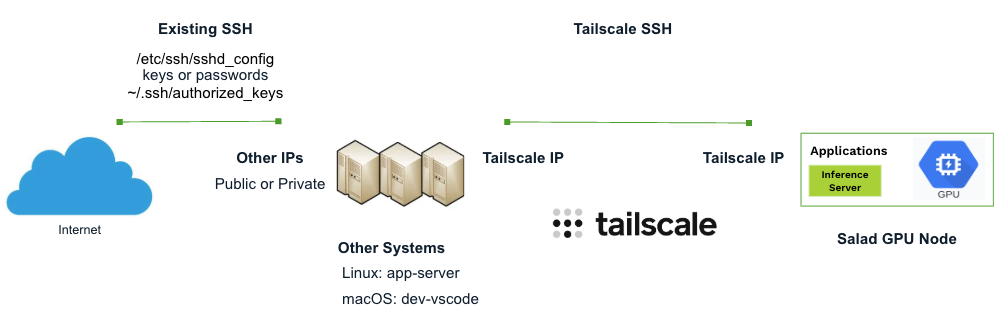 Existing SSH
Tailscale SSH
/etc/ssh/sshd_config
keys or passwords
~/.ssh/authorized_keys
Other IPs
Public or Private
Tailscale IP
Tailscale IP
Applications
Inference
Server
GPU
Internet
tailscale
Salad GPU Node
Other Systems
Linux: app-server
macOS: dev-vscode